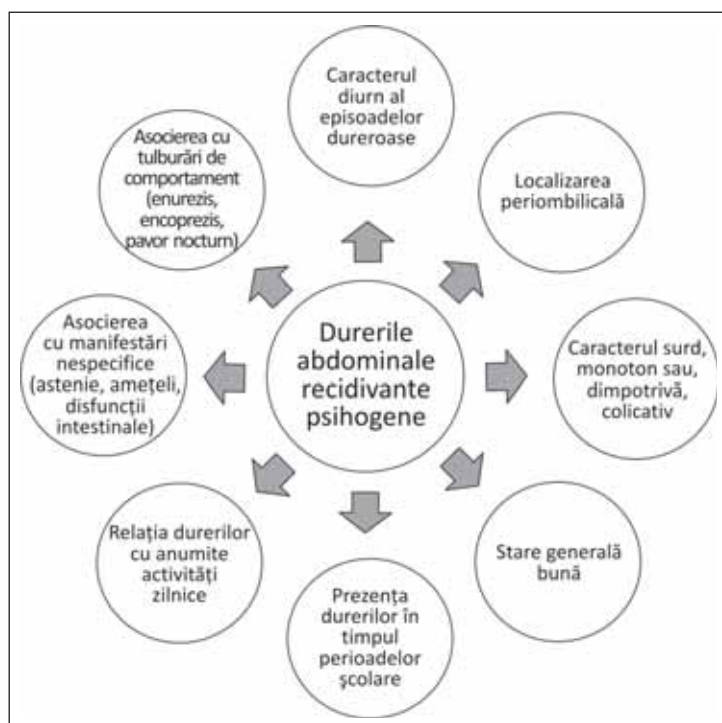 Caracterul
diurn al
episoadelor
dureroase
Localizarea
periombilicală
Caracterul surd,
monoton sau,
dimpotrivă,
colicativ
Stare generală
bună
Prezența
durerilor în
timpul
perioadelor
școlare
Relația durerilor
cu anumite
activități
zilnice
Asocierea
cu manifestări
nespecifice
(astenie, amețeli,
disfuncții
intestinale)
Asocierea cu
tulburări de
comportament
(enurezis,
encoprezis,
pavor nocturn)
Durerile
abdominale
recidivante
psihogene